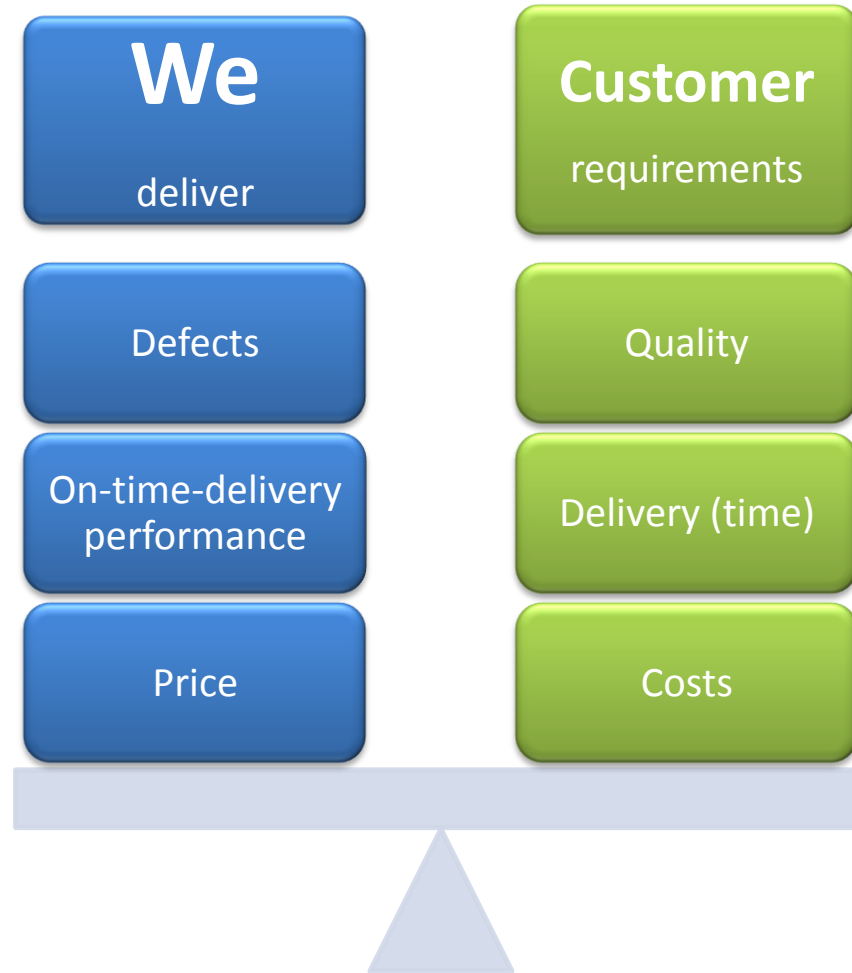 We
deliver
Defects
On-time-delivery
performance
Price
Customer
requirements
Quality
Delivery (time)
Costs